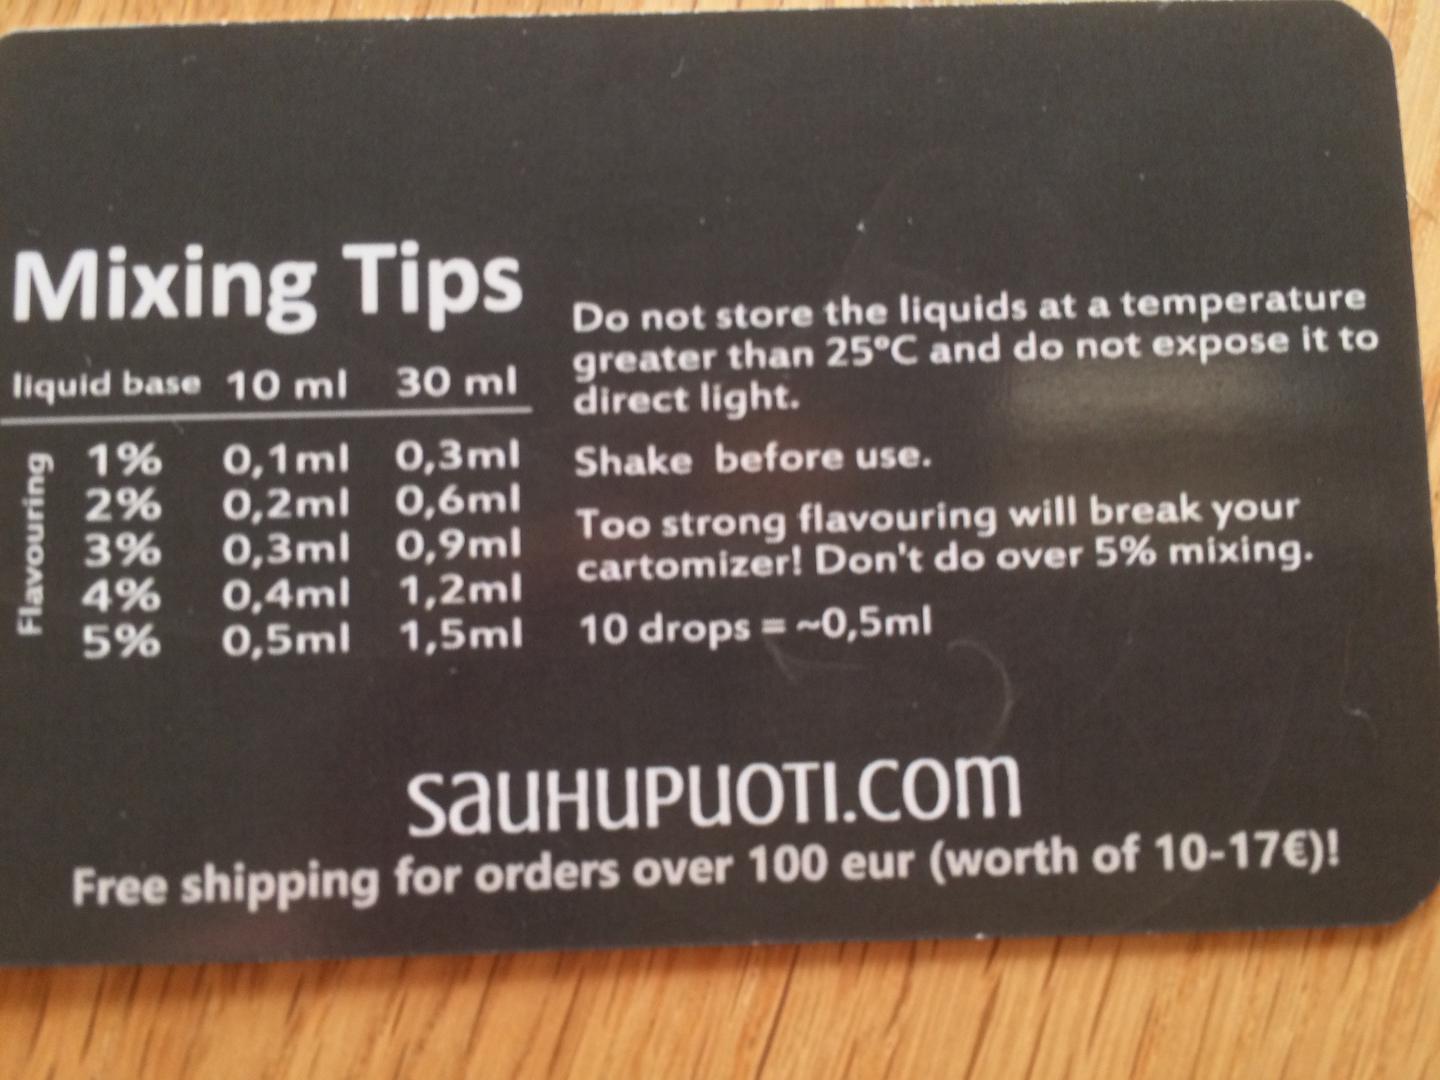 Mixing Tips
liquid base 10 ml 30 ml
Flavouring
1% 0,1ml 0,3ml
2% 0,2ml 0,6ml
3% 0,3ml 0,9ml
4% 0,4ml 1,2ml
5% 0,5ml 1,5ml
Do not store the liquids at a temperature
greater than 25°C and do not expose it to
direct light.
Shake before use.
Too strong flavouring will break your
cartomizer! Don't do over 5% mixing.
10 drops = ~0,5ml
sauhupuoti.com
Free shipping for orders over 100 eur (worth of 10-17€)!